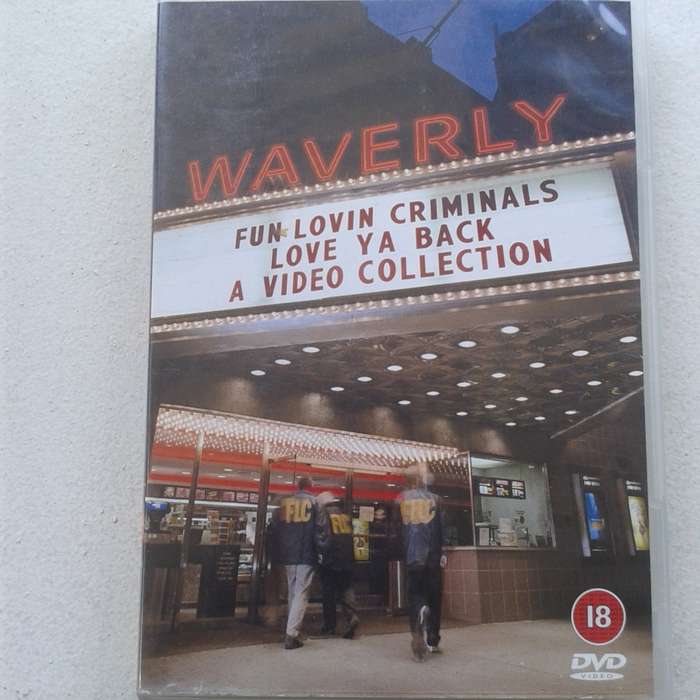 WAVERLY
FUN LOVIN CRIMINALS
LOVE YA BACK
A VIDEO COLLECTION
FLC
FLC
FLC
18
DVD
VIDEO